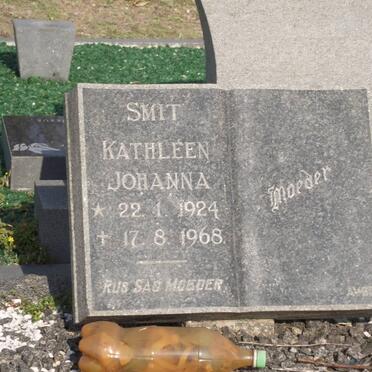 SMIT
KATHLEEN
JOHANNA
* 22. 1. 1924
+ 17. 8. 1968
RUS SAG MOEDER
Moeder